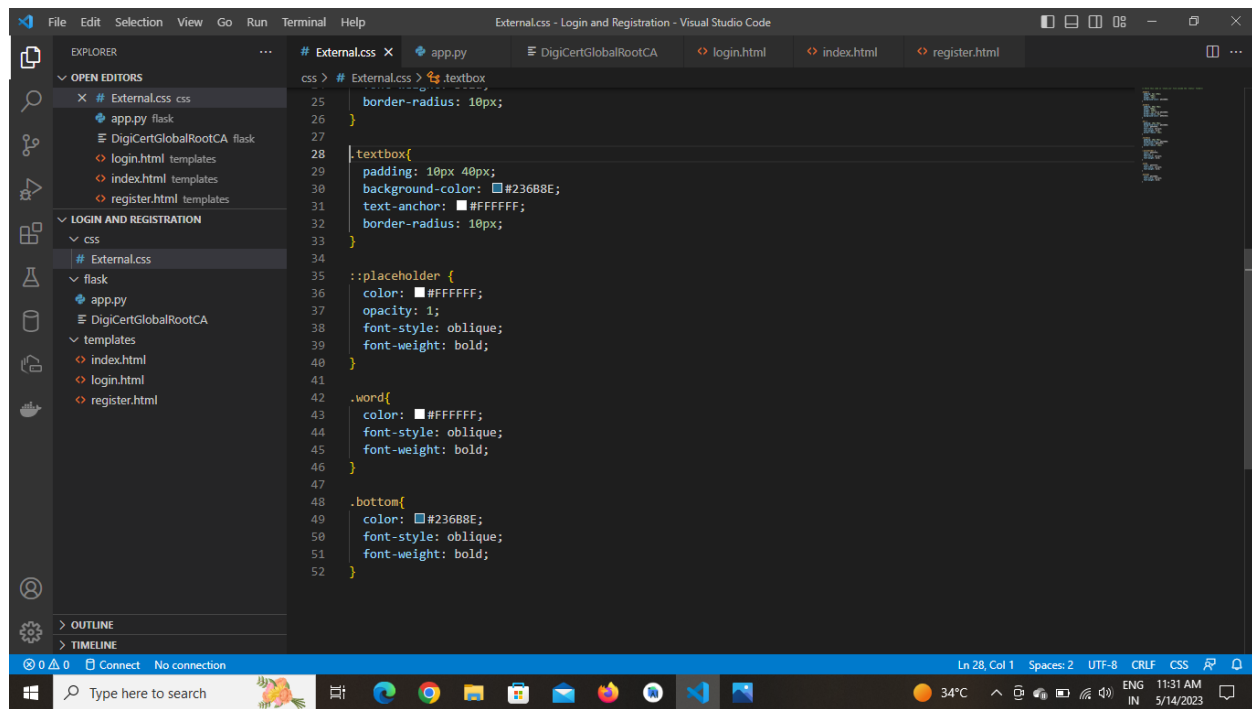 File Edit Selection View Go Run Terminal Help External.css - Login and Registration - Visual Studio Code
EXPLORER
OPEN EDITORS
# External.css css
app.py flask
DigiCertGlobalRootCA flask
<> login.html templates
<> index.html templates
<> register.html templates
LOGIN AND REGISTRATION
css
# External.css
flask
app.py
DigiCertGlobalRootCA
templates
<> index.html
<> login.html
<> register.html
OUTLINE
TIMELINE
# External.css app.py DigiCertGlobalRootCA <> login.html <> index.html <> register.html
css > # External.css > .textbox
25 border-radius: 10px;
26 }
27
28 .textbox{
29 padding: 10px 40px;
30 background-color: #236B8E;
31 text-anchor: #FFFFFF;
32 border-radius: 10px;
33 }
34
35 ::placeholder {
36 color: #FFFFFF;
37 opacity: 1;
38 font-style: oblique;
39 font-weight: bold;
40 }
41
42 .word{
43 color: #FFFFFF;
44 font-style: oblique;
45 font-weight: bold;
46 }
47
48 .bottom{
49 color: #236B8E;
50 font-style: oblique;
51 font-weight: bold;
52 }
0 0 Connect No connection Ln 28, Col 1 Spaces: 2 UTF-8 CRLF CSS
Type here to search 34°C ENG 11:31 AM
IN 5/14/2023